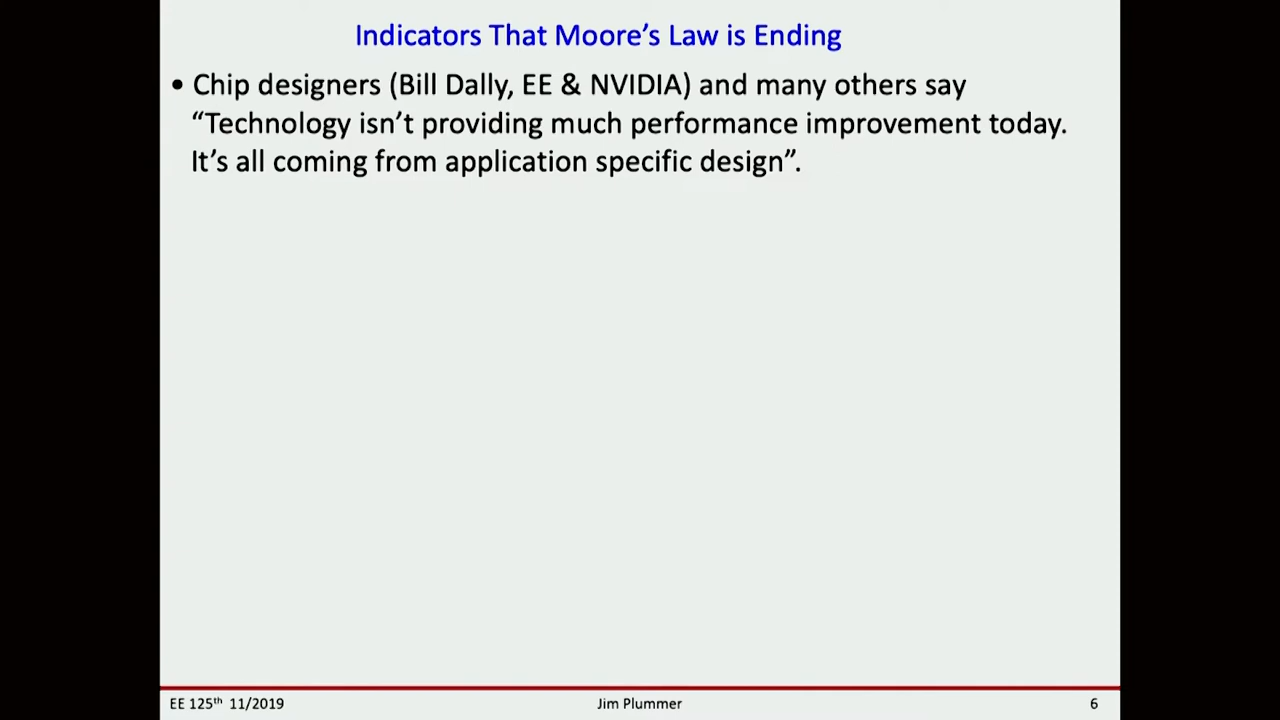 Indicators That Moore's Law is Ending
• Chip designers (Bill Dally, EE & NVIDIA) and many others say
“Technology isn't providing much performance improvement today.
It's all coming from application specific design”.
EE 125th 11/2019 Jim Plummer 6